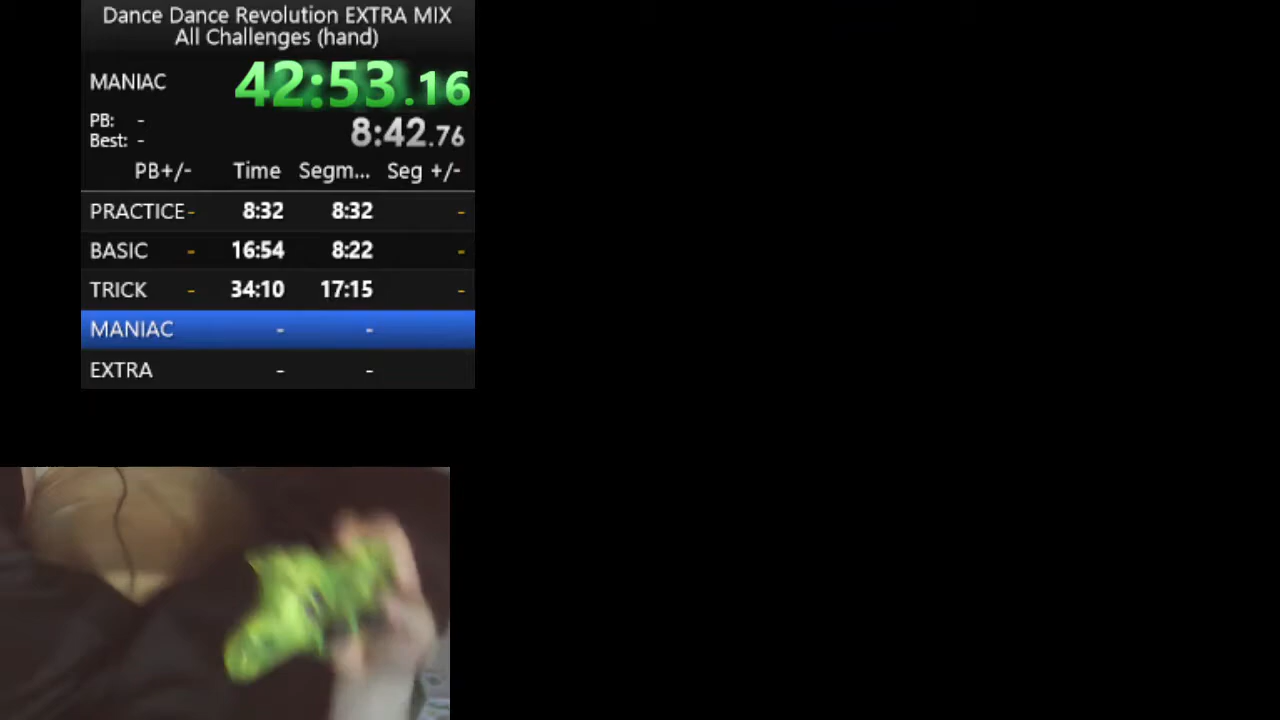 Dance Dance Revolution EXTRA MIX
All Challenges (hand)
MANIAC 42:53.16
PB: -
Best: - 8:42.76
PB+/- Time Segm... Seg +/-
PRACTICE - 8:32 8:32 -
BASIC - 16:54 8:22 -
TRICK - 34:10 17:15 -
MANIAC - -
EXTRA - -